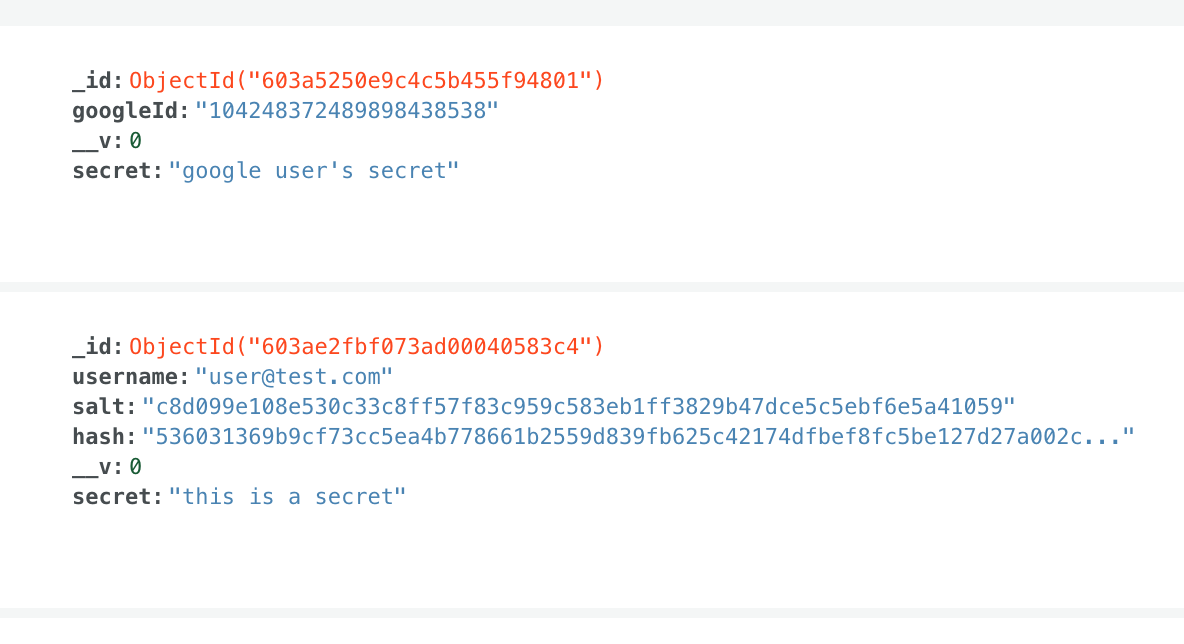 _id: ObjectId("603a5250e9c4c5b455f94801")
googleId: "104248372489898438538"
__v: 0
secret: "google user's secret"
_id: ObjectId("603ae2fbf073ad00040583c4")
username: "user@test.com"
salt: "c8d099e108e530c33c8ff57f83c959c583eb1ff3829b47dce5c5ebf6e5a41059"
hash: "536031369b9cf73cc5ea4b778661b2559d839fb625c42174dfbef8fc5be127d27a002c..."
__v: 0
secret: "this is a secret"